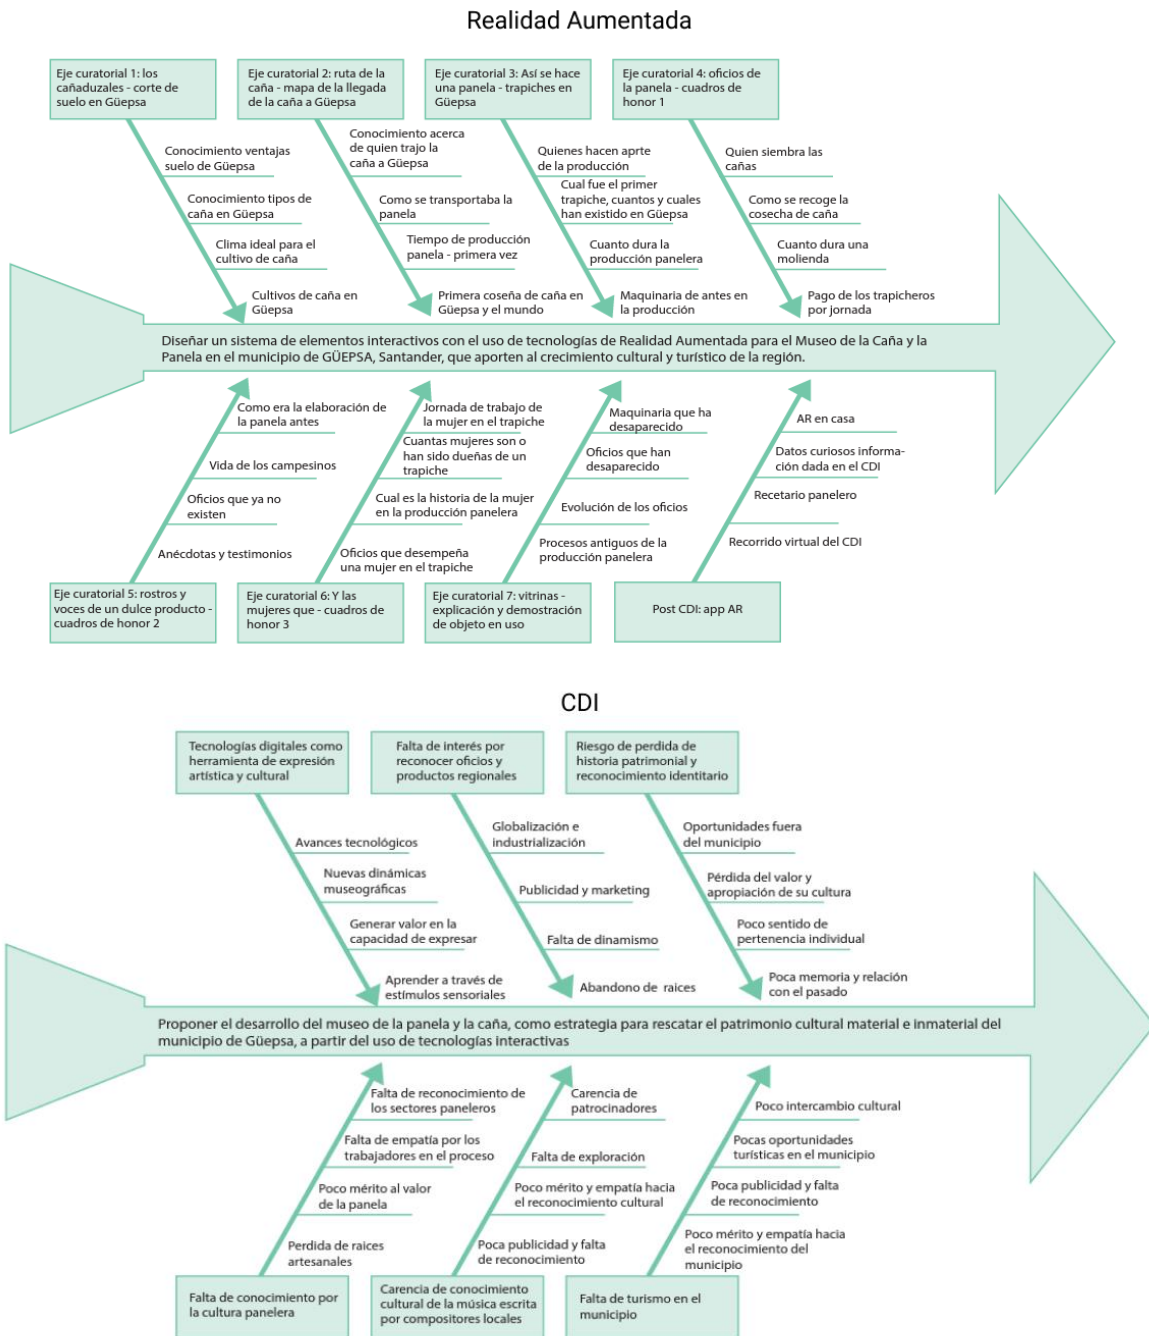 Realidad Aumentada
Eje curatorial 1: los
cañaduzales - corte de
suelo en Güepsa
Eje curatorial 2: ruta de la
caña - mapa de la llegada
de la caña a Güepsa
Eje curatorial 3: Así se hace
una panela - trapiches en
Güepsa
Eje curatorial 4: oficios de
la panela - cuadros de
honor 1
Conocimiento ventajas
suelo de Güepsa
Conocimiento tipos de
caña en Güepsa
Clima ideal para el
cultivo de caña
Cultivos de caña en
Güepsa
Conocimiento acerca
de quien trajo la
caña a Güepsa
Como se transportaba la
panela
Tiempo de producción
panela - primera vez
Primera coseña de caña en
Güepsa y el mundo
Quienes hacen aprte
de la producción
Cual fue el primer
trapiche, cuantos y cuales
han existido en Güepsa
Cuanto dura la
producción panelera
Maquinaria de antes en
la producción
Quien siembra las
cañas
Como se recoge la
cosecha de caña
Cuanto dura una
molienda
Pago de los trapicheros
por jornada
Diseñar un sistema de elementos interactivos con el uso de tecnologías de Realidad Aumentada para el Museo de la Caña y la
Panela en el municipio de GÜEPSA, Santander, que aporten al crecimiento cultural y turístico de la región.
Como era la elaboración de
la panela antes
Vida de los campesinos
Oficios que ya no
existen
Anécdotas y testimonios
Jornada de trabajo de
la mujer en el trapiche
Cuantas mujeres son o
han sido dueñas de un
trapiche
Cual es la historia de la mujer
en la producción panelera
Oficios que desempeña
una mujer en el trapiche
Maquinaria que ha
desaparecido
Oficios que han
desaparecido
Evolución de los oficios
Procesos antiguos de la
producción panelera
AR en casa
Datos curiosos informa-
ción dada en el CDI
Recetario panelero
Recorrido virtual del CDI
Eje curatorial 5: rostros y
voces de un dulce producto -
cuadros de honor 2
Eje curatorial 6: Y las
mujeres que - cuadros de
honor 3
Eje curatorial 7: vitrinas -
explicación y demostración
de objeto en uso
Post CDI: app AR
CDI
Tecnologías digitales como
herramienta de expresión
artística y cultural
Falta de interés por
reconocer oficios y
productos regionales
Riesgo de perdida de
historia patrimonial y
reconocimiento identitario
Avances tecnológicos
Nuevas dinámicas
museográficas
Generar valor en la
capacidad de expresar
Aprender a través de
estímulos sensoriales
Globalización e
industrialización
Publicidad y marketing
Falta de dinamismo
Abandono de raices
Oportunidades fuera
del municipio
Pérdida del valor y
apropiación de su cultura
Poco sentido de
pertenencia individual
Poca memoria y relación
con el pasado
Proponer el desarrollo del museo de la panela y la caña, como estrategia para rescatar el patrimonio cultural material e inmaterial del
municipio de Güepsa, a partir del uso de tecnologías interactivas
Falta de reconocimiento de
los sectores paneleros
Falta de empatía por los
trabajadores en el proceso
Poco mérito al valor
de la panela
Perdida de raices
artesanales
Carencia de
patrocinadores
Falta de exploración
Poco mérito y empatía hacia
el reconocimiento cultural
Poca publicidad y falta
de reconocimiento
Poco intercambio cultural
Pocas oportunidades
turísticas en el municipio
Poca publicidad y falta
de reconocimiento
Poco mérito y empatía hacia
el reconocimiento del
municipio
Falta de conocimiento por
la cultura panelera
Carencia de conocimiento
cultural de la música escrita
por compositores locales
Falta de turismo en el
municipio